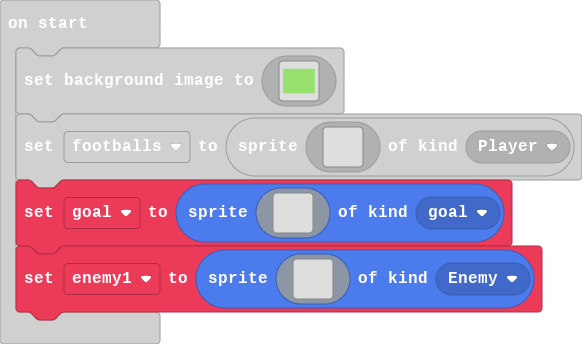 on start
set background image to
set footballs to sprite of kind Player
set goal to sprite of kind goal
set enemy1 to sprite of kind Enemy